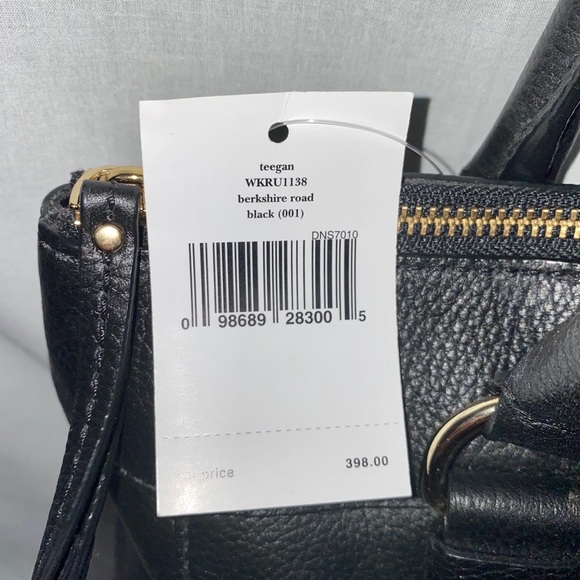 teegan
WKRU1138
berkshire road
black (001)
DNS7010
0 98689 28300 5
price 398.00